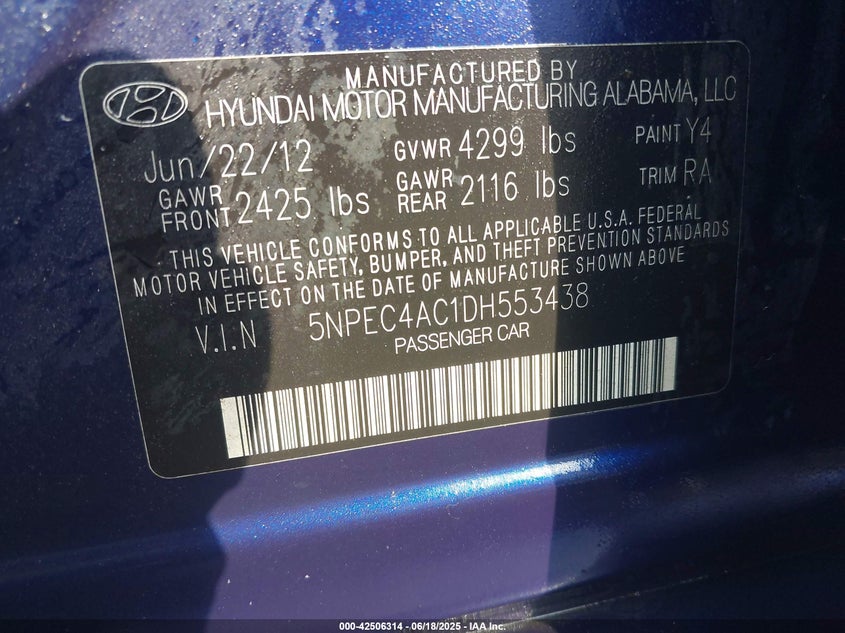 MANUFACTURED BY
HYUNDAI MOTOR MANUFACTURING ALABAMA, LLC
Jun/22/12 GVWR 4299 lbs PAINT Y4
GAWR FRONT 2425 lbs GAWR REAR 2116 lbs TRIM RA
THIS VEHICLE CONFORMS TO ALL APPLICABLE U.S.A. FEDERAL
MOTOR VEHICLE SAFETY, BUMPER, AND THEFT PREVENTION STANDARDS
IN EFFECT ON THE DATE OF MANUFACTURE SHOWN ABOVE
V.I.N 5NPEC4AC1DH553438
PASSENGER CAR
000-42506314 - 06/18/2025 - IAA Inc.